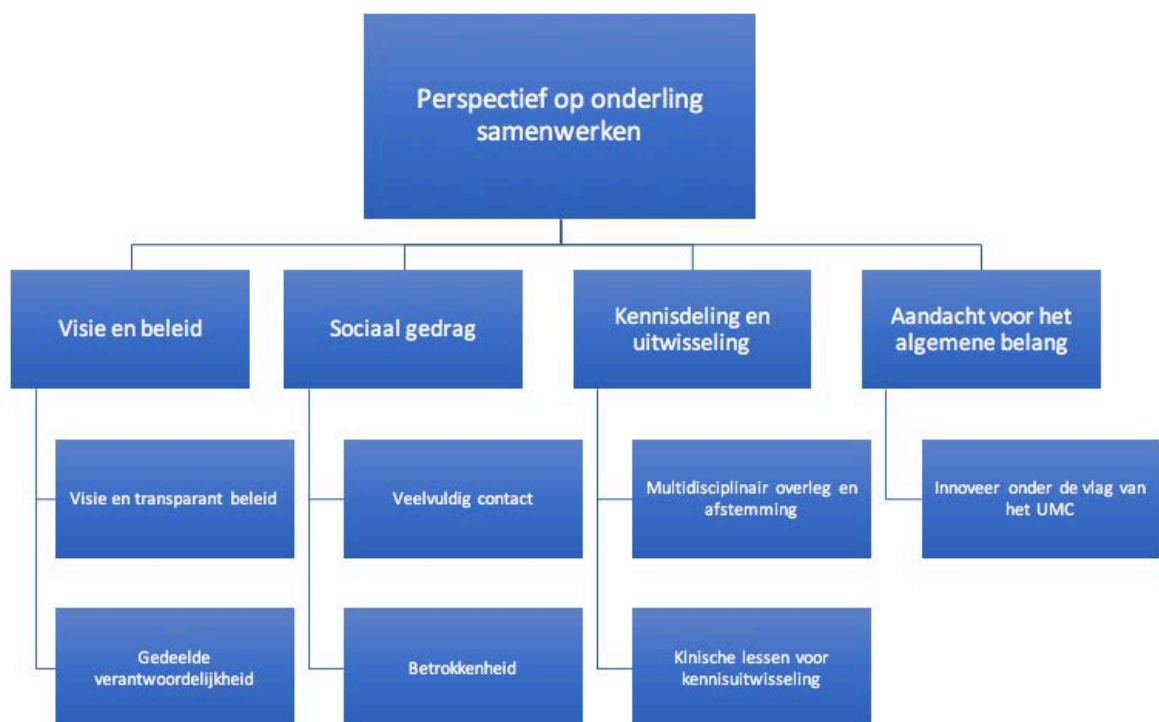 Perspectief op onderling
samenwerken
Visie en beleid
Sociaal gedrag
Kennisdeling en
uitwisseling
Aandacht voor het
algemene belang
Visie en transparant beleid
Veelvuldig contact
Multidisciplinair overleg en
afstemming
Innoveer onder de vlag van
het UMC
Gedeelde
verantwoordelijkheid
Betrokkenheid
Klnische lessen voor
kennisuitwisseling